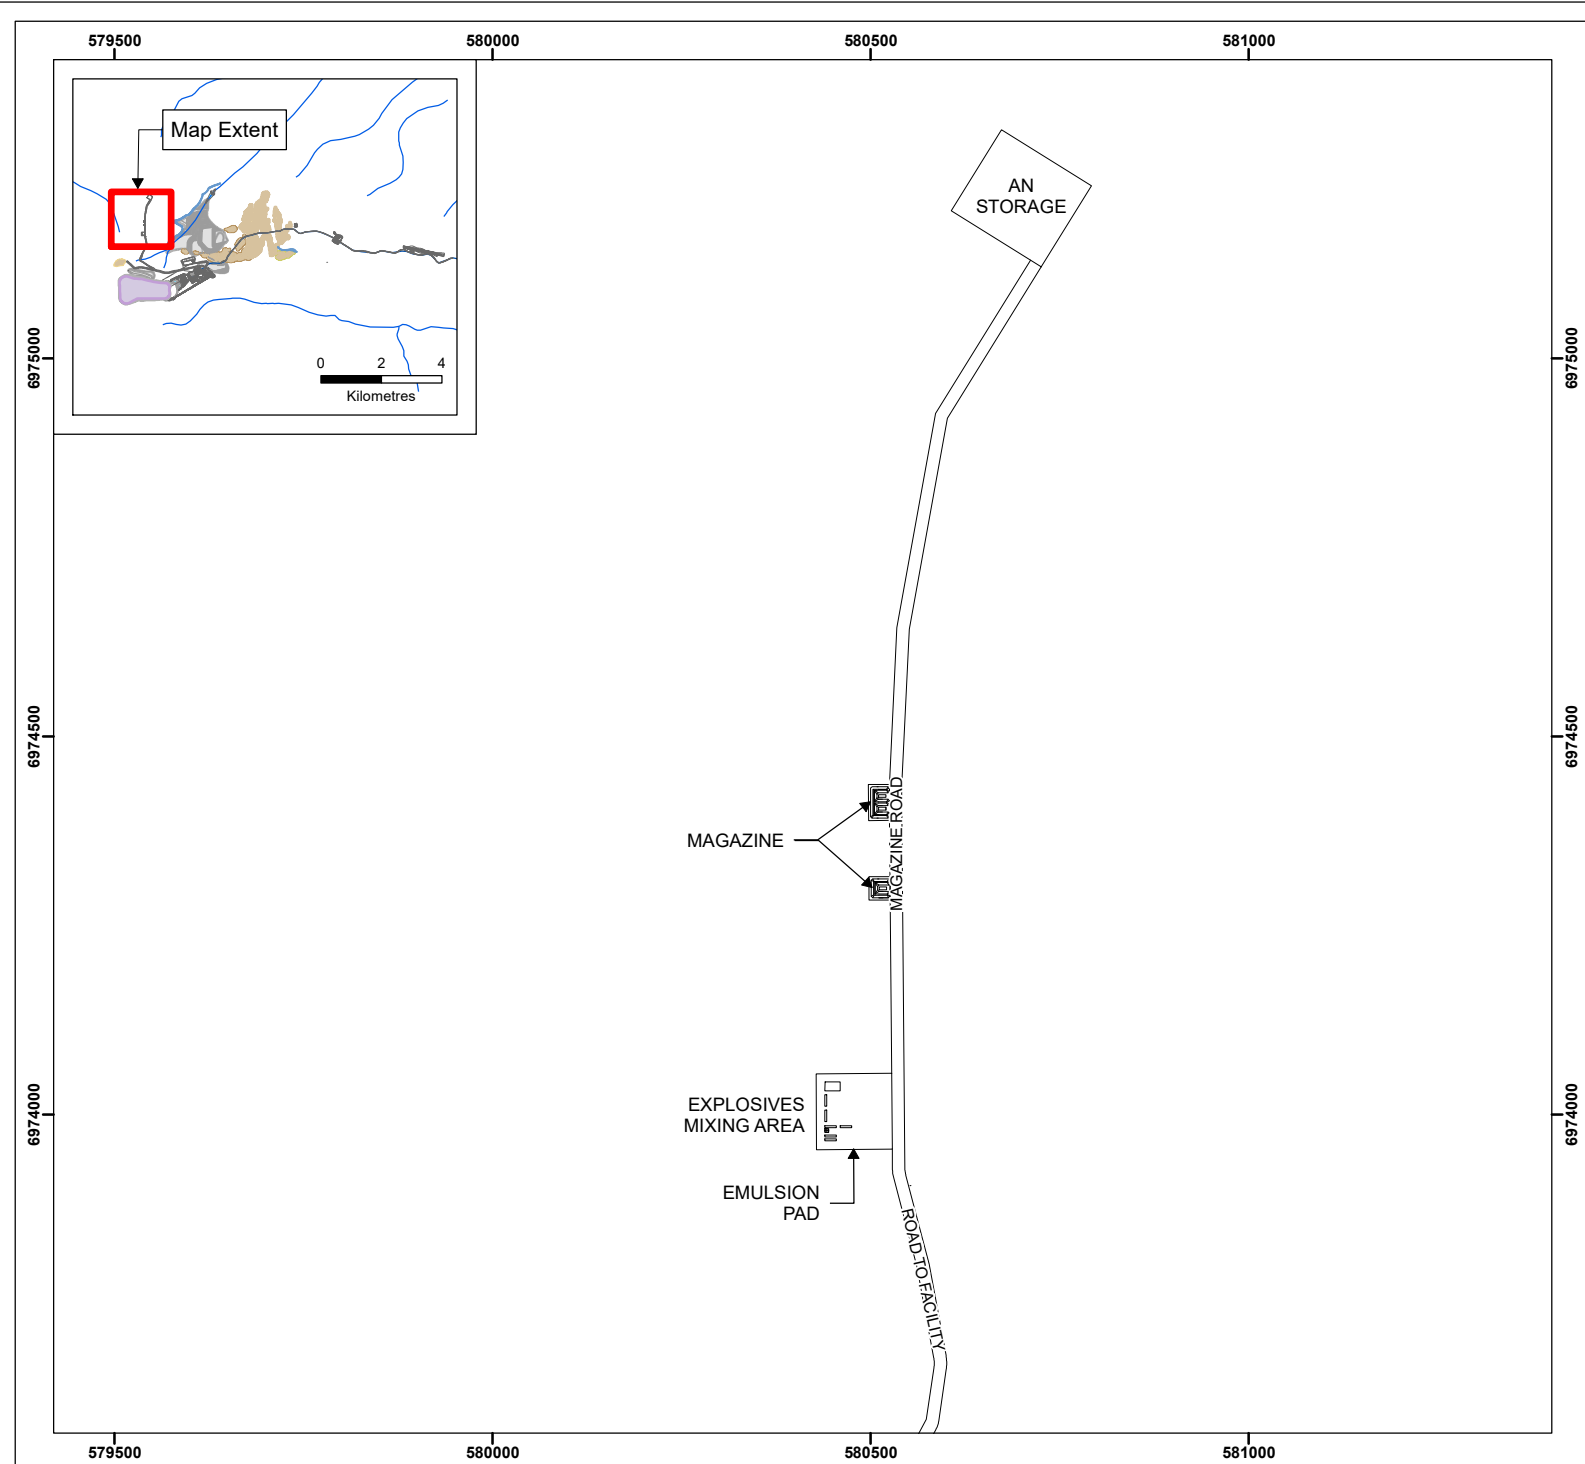 579500
580000
580500
581000
Map Extent
0
2
4
Kilometres
AN
STORAGE
6975000
6975000
6974500
6974500
MAGAZINE
MAGAZINE ROAD
6974000
6974000
EXPLOSIVES
MIXING AREA
EMULSION
PAD
ROAD TO FACILITY
579500
580000
580500
581000